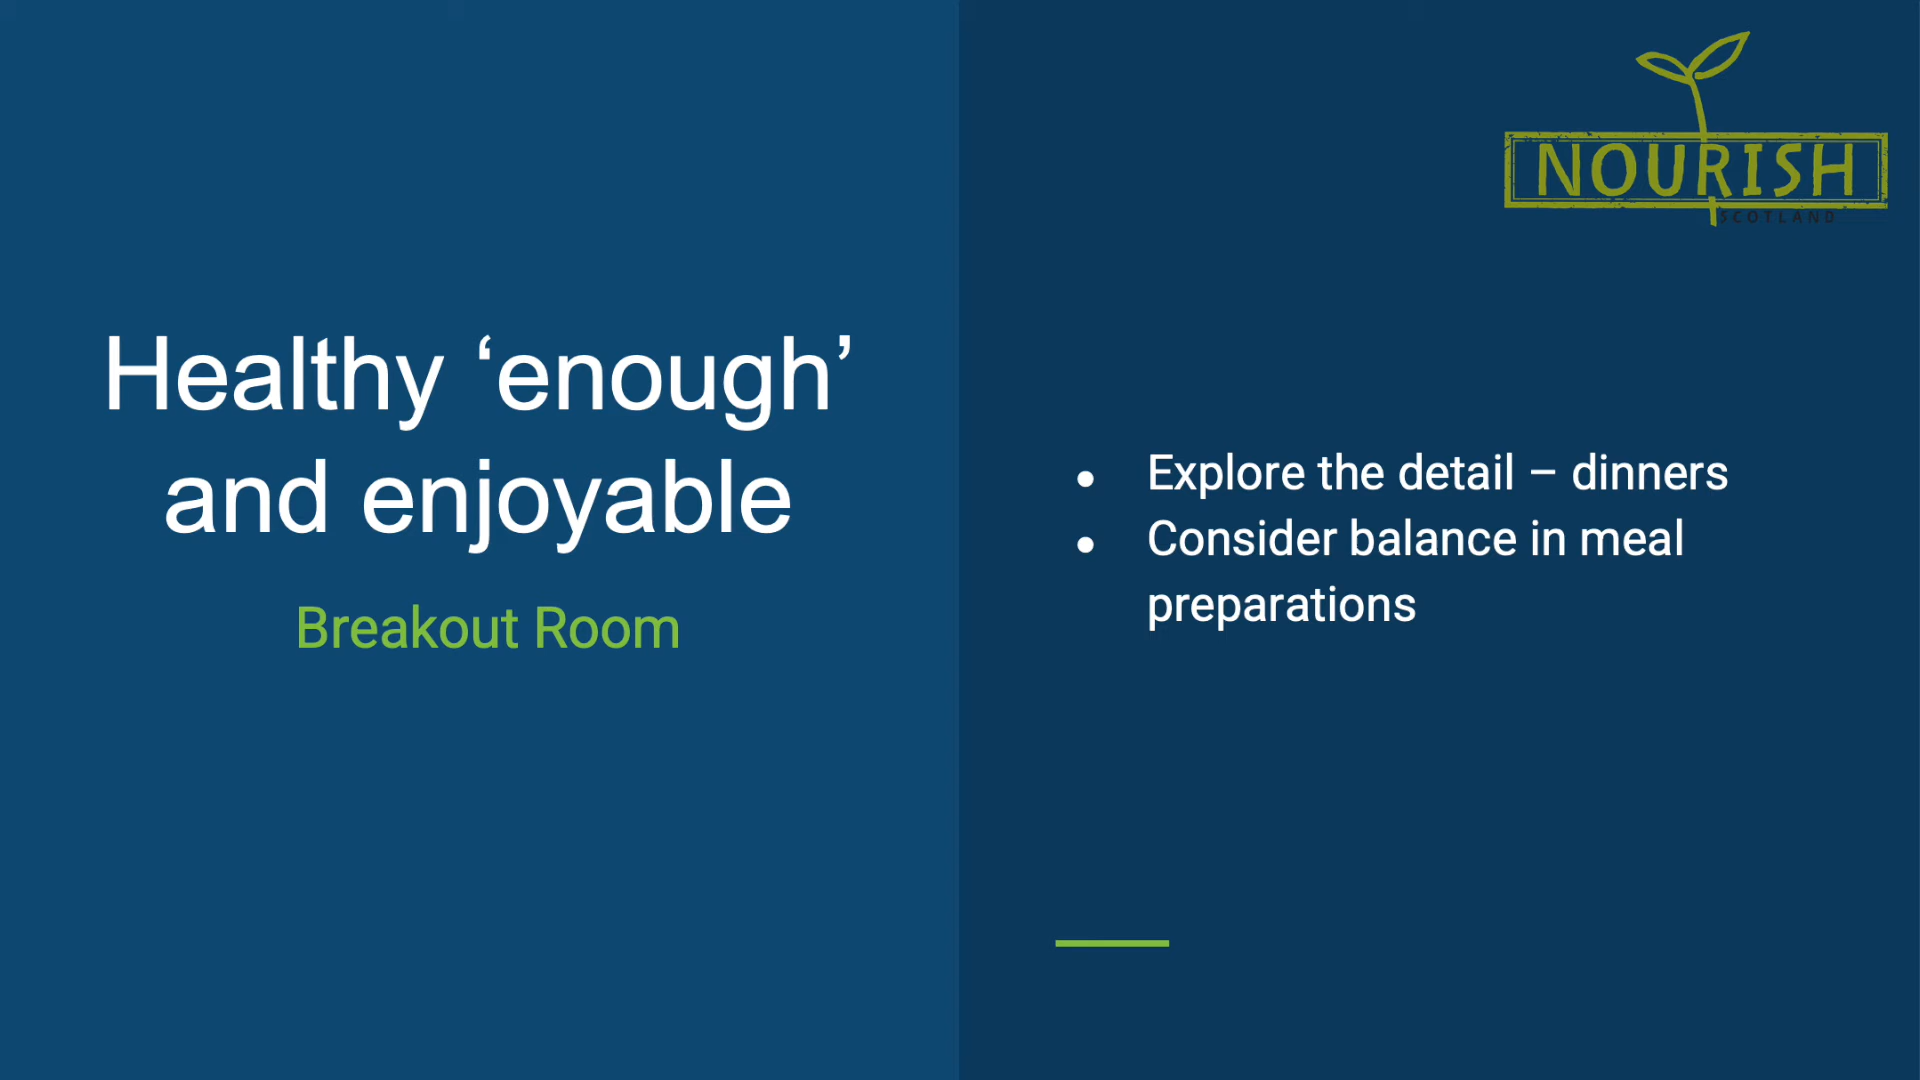 NOURISH
SCOTLAND
Healthy ‘enough’
and enjoyable
Breakout Room
● Explore the detail – dinners
● Consider balance in meal
preparations